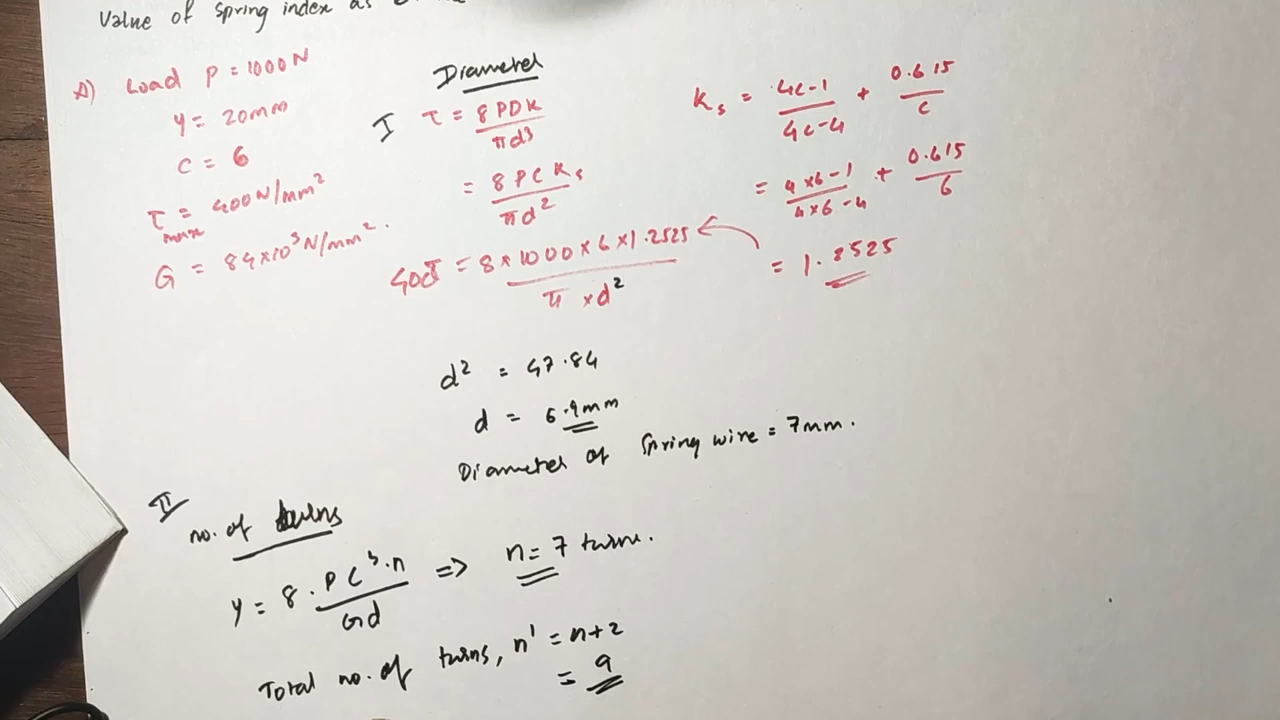 Value of spring index as
A) Load P = 1000N
y = 20mm
C = 6
τ max = 400N/mm²
G = 84×10³N/mm².
Diameter
I τ = 8PDK / πd³
= 8PCKs / πd²
400 = 8×1000×6×1.2525 / π×d²
Ks = 4c-1 / 4c-4 + 0.615 / c
= 4×6-1 / 4×6-4 + 0.615 / 6
= 1.2525
d² = 47.84
d = 6.9mm
Diameter of spring wire = 7mm.
II
no. of turns
y = 8.PC³.n / Gd => n = 7 turns.
Total no. of turns, n' = n+2
= 9